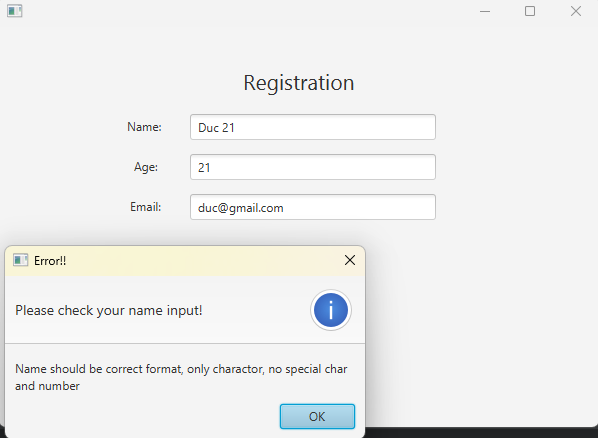 Registration
Name: Duc 21
Age: 21
Email: duc@gmail.com
Error!!
Please check your name input!
i
Name should be correct format, only charactor, no special char
and number
OK